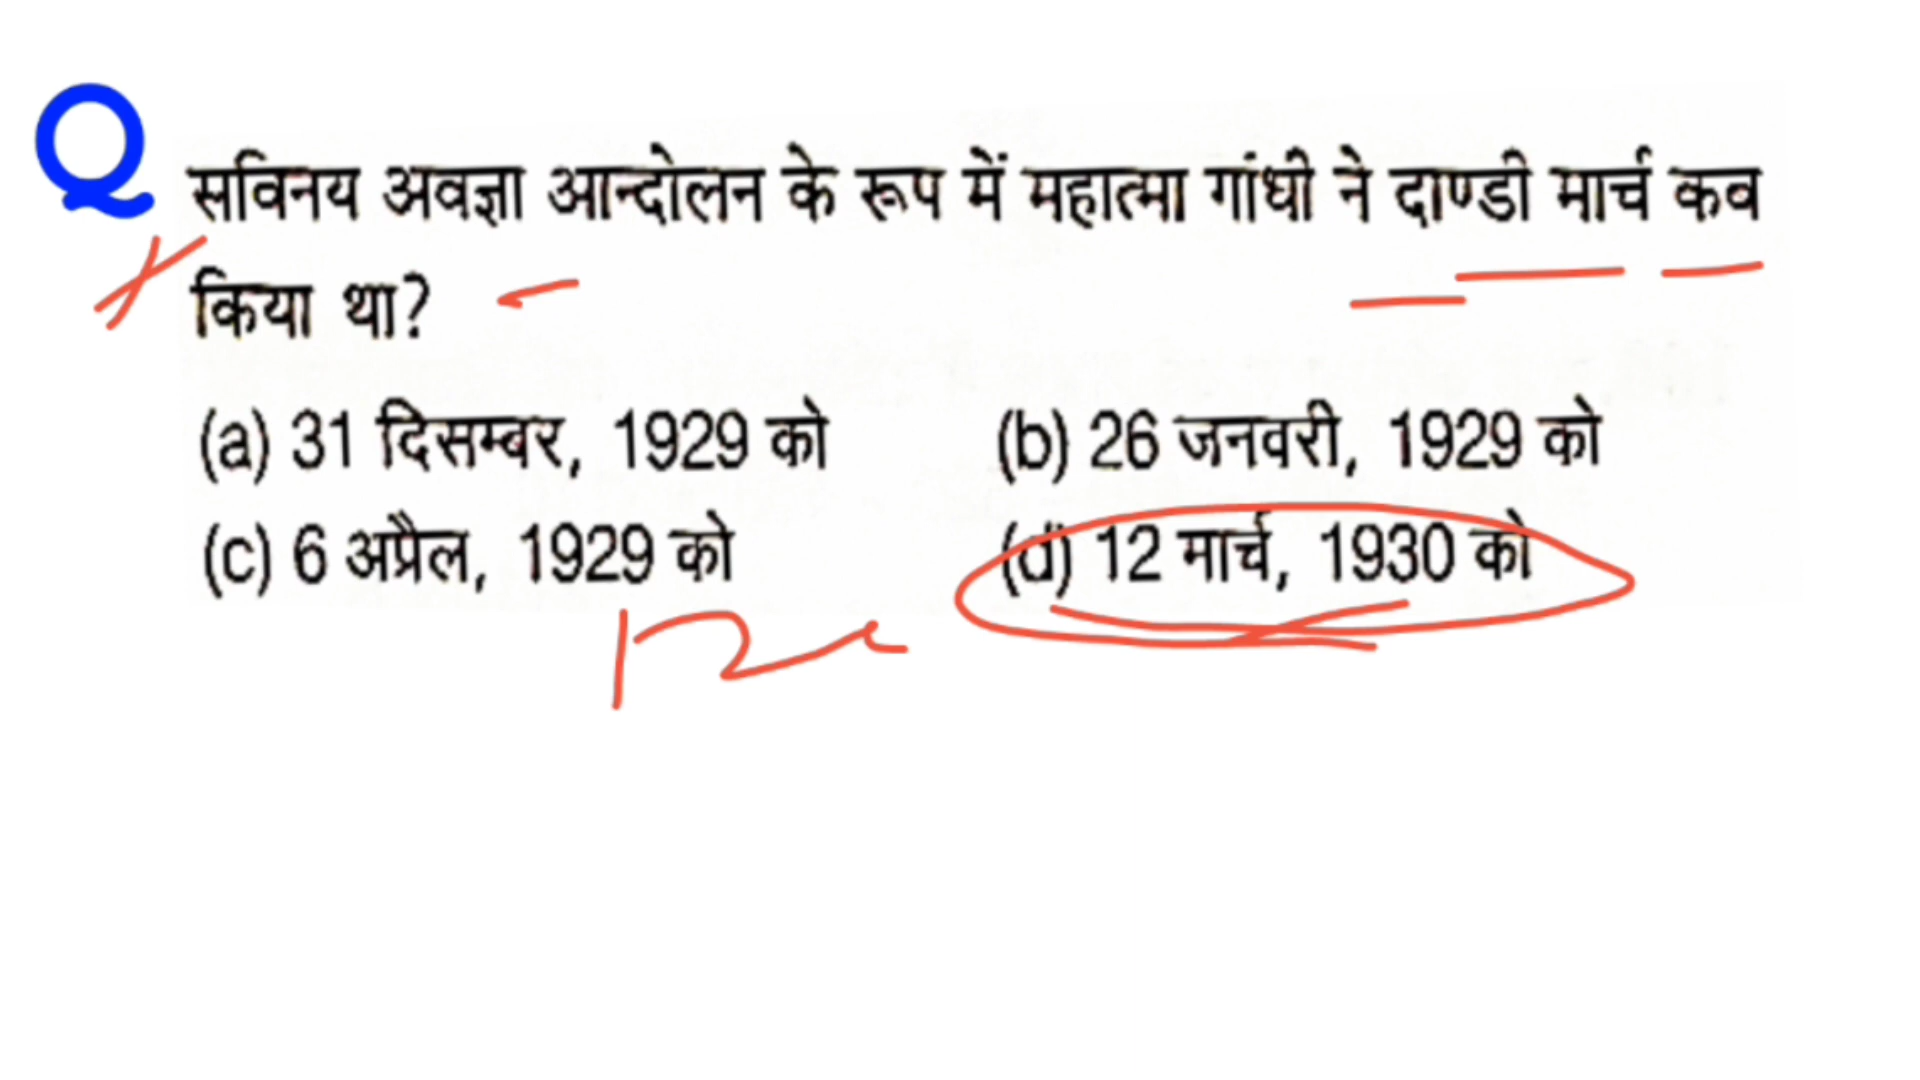 Q
सविनय अवज्ञा आन्दोलन के रूप में महात्मा गांधी ने दाण्डी मार्च कब
किया था?
(a) 31 दिसम्बर, 1929 को (b) 26 जनवरी, 1929 को
(c) 6 अप्रैल, 1929 को (d) 12 मार्च, 1930 को